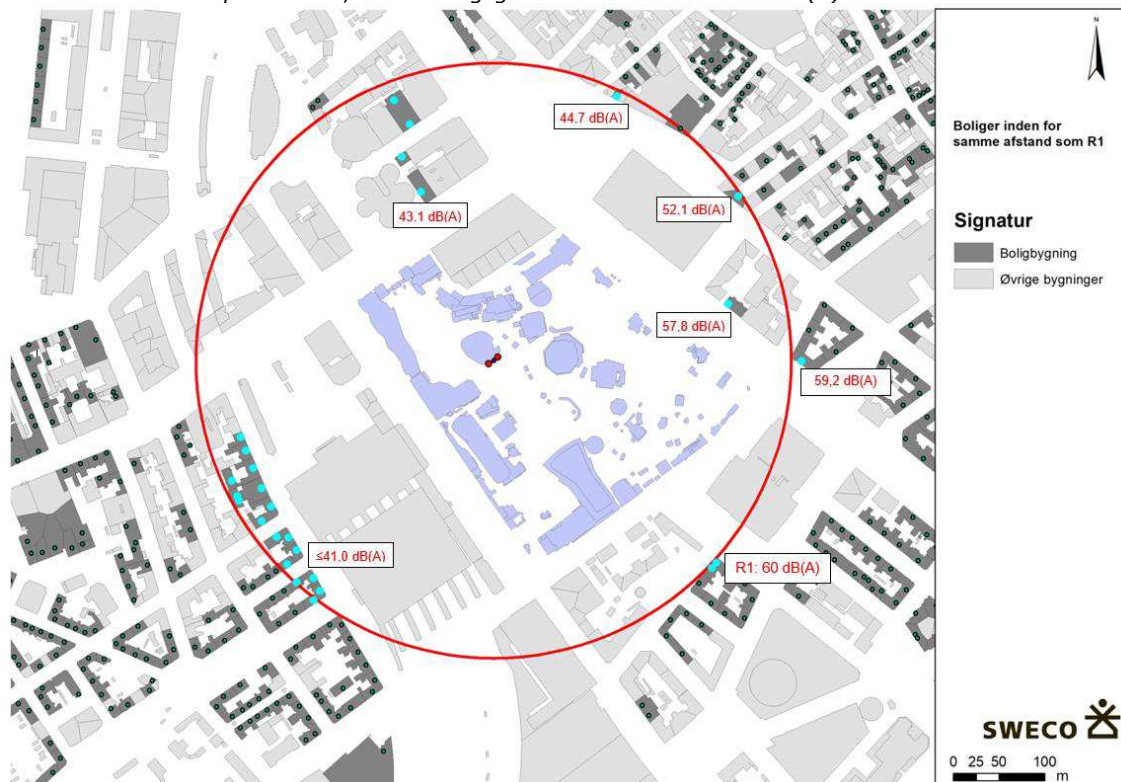 N
44,7 dB(A)
Boliger inden for
samme afstand som R1
52,1 dB(A)
43,1 dB(A)
Signatur
Boligbygning
Øvrige bygninger
57,8 dB(A)
59,2 dB(A)
≤41,0 dB(A)
R1: 60 dB(A)
SWECO
0 25 50 100
m